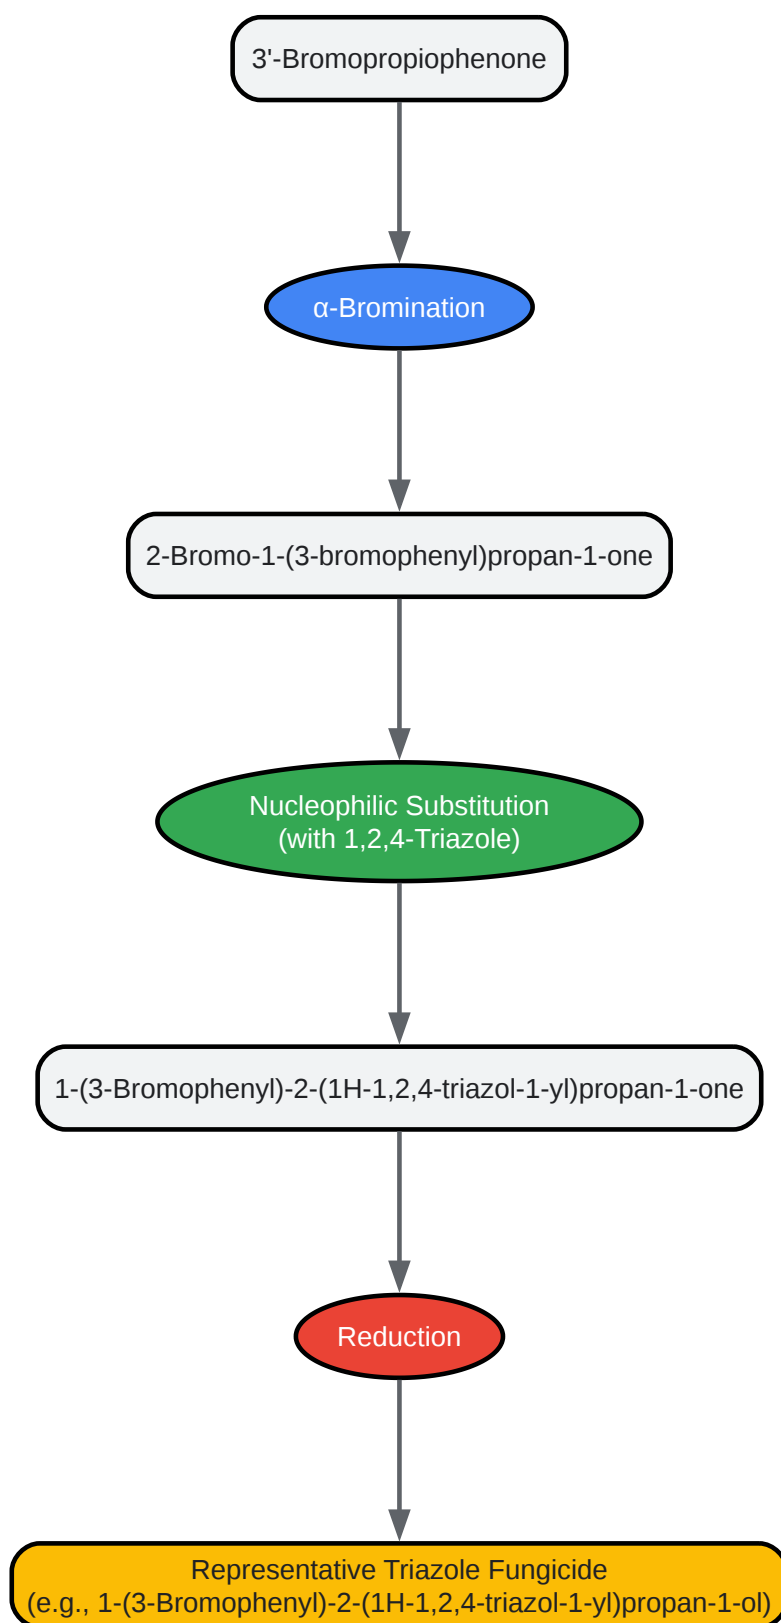 3'-Bromopropiophenone
α-Bromination
2-Bromo-1-(3-bromophenyl)propan-1-one
Nucleophilic Substitution
(with 1,2,4-Triazole)
1-(3-Bromophenyl)-2-(1H-1,2,4-triazol-1-yl)propan-1-one
Reduction
Representative Triazole Fungicide
(e.g., 1-(3-Bromophenyl)-2-(1H-1,2,4-triazol-1-yl)propan-1-ol)